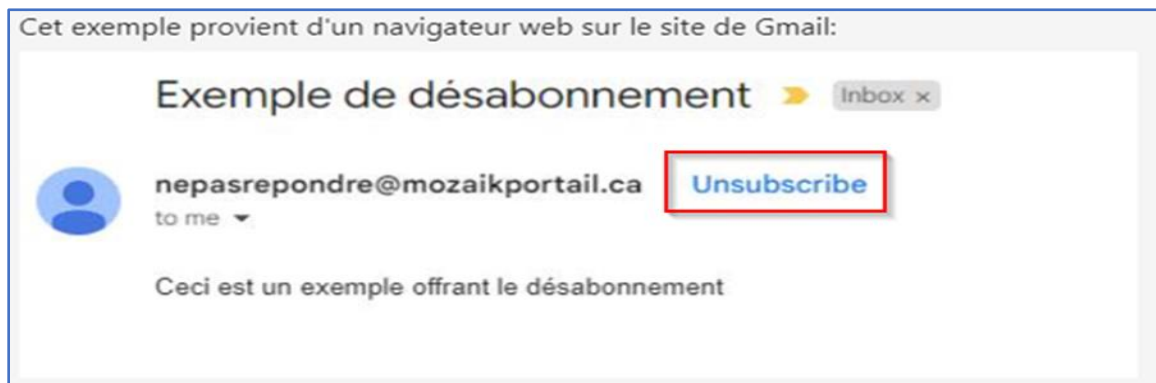 Cet exemple provient d'un navigateur web sur le site de Gmail:
Exemple de désabonnement Inbox x
nepasrepondre@mozaikportail.ca Unsubscribe
to me
Ceci est un exemple offrant le désabonnement